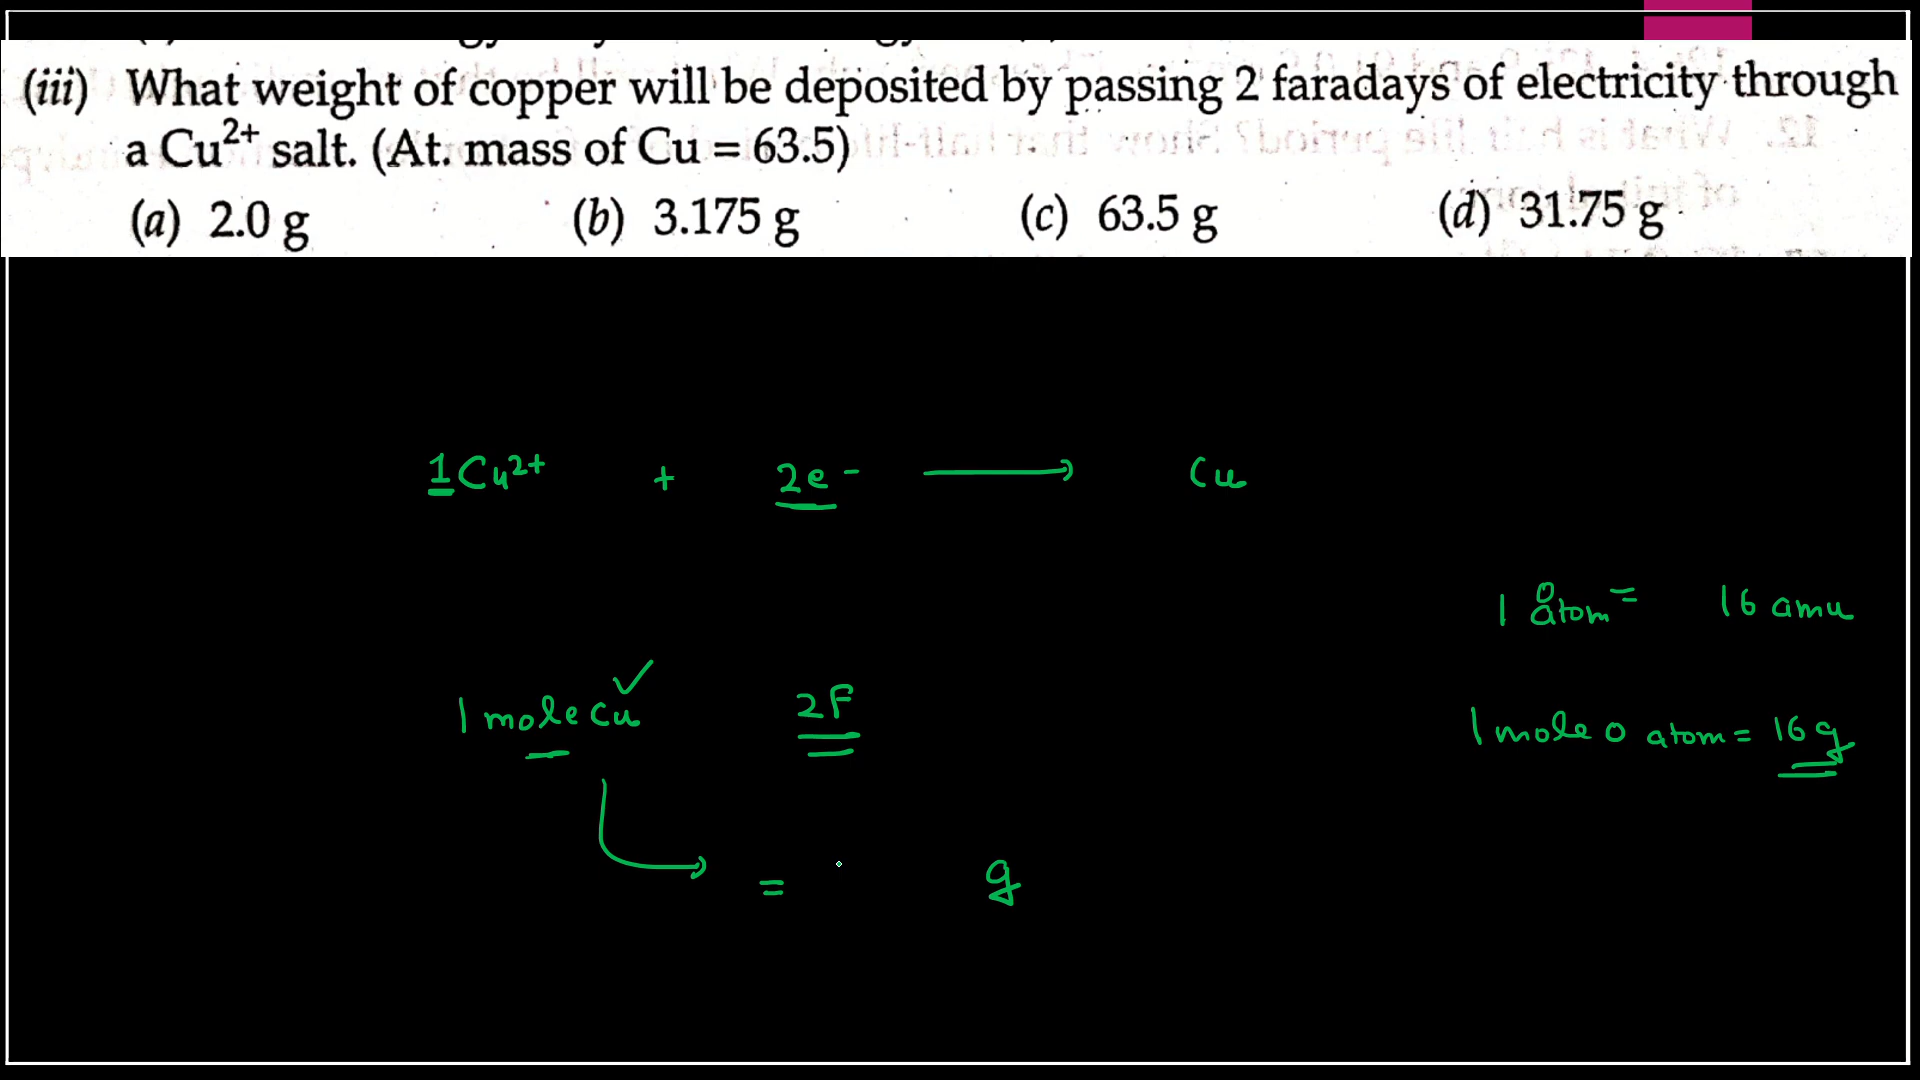 (iii) What weight of copper will be deposited by passing 2 faradays of electricity through
a Cu²⁺ salt. (At. mass of Cu = 63.5)
(a) 2.0 g (b) 3.175 g (c) 63.5 g (d) 31.75 g
1Cu²⁺ + 2e⁻ → Cu
1 O atom = 16 amu
1 mole Cu ✓ 2F
1 mole O atom = 16 g
= g